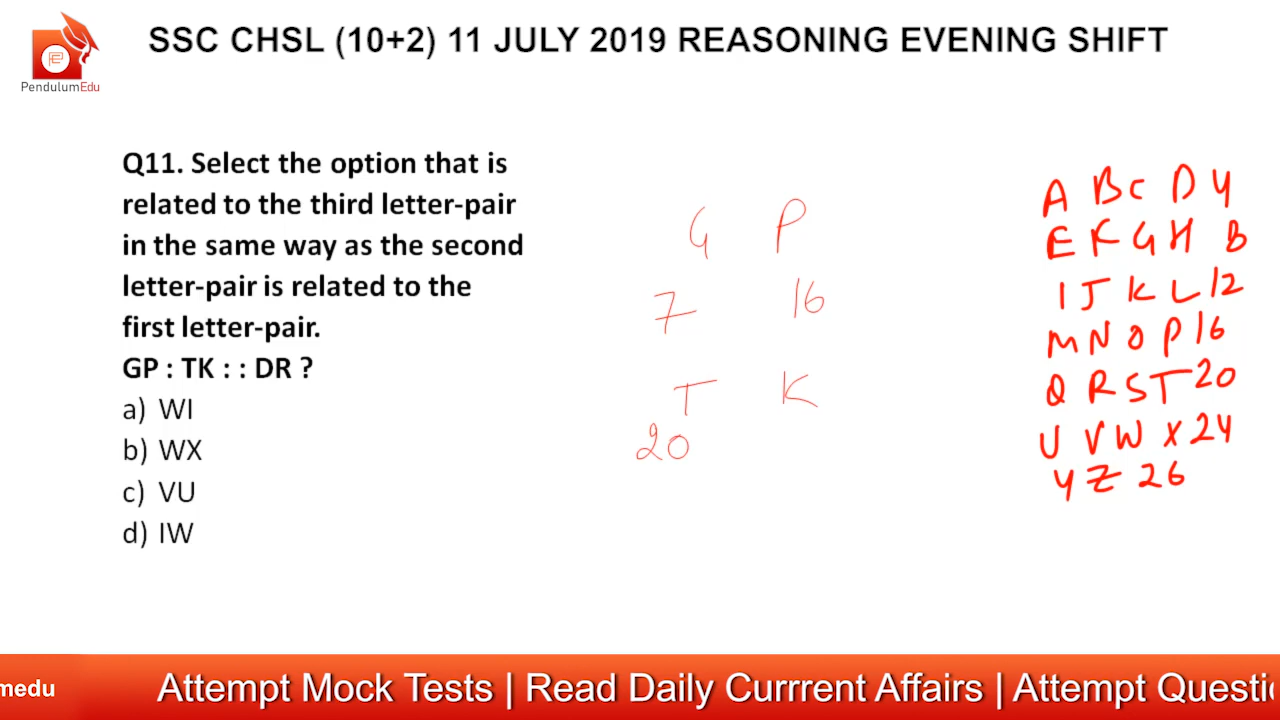 SSC CHSL (10+2) 11 JULY 2019 REASONING EVENING SHIFT
PendulumEdu
Q11. Select the option that is
related to the third letter-pair
in the same way as the second
letter-pair is related to the
first letter-pair.
GP : TK : : DR ?
a) WI
b) WX
c) VU
d) IW
G P
7 16
T K
20
A B C D 4
E F G H 8
I J K L 12
M N O P 16
Q R S T 20
U V W X 24
Y Z 26
medu
Attempt Mock Tests | Read Daily Currrent Affairs | Attempt Questio